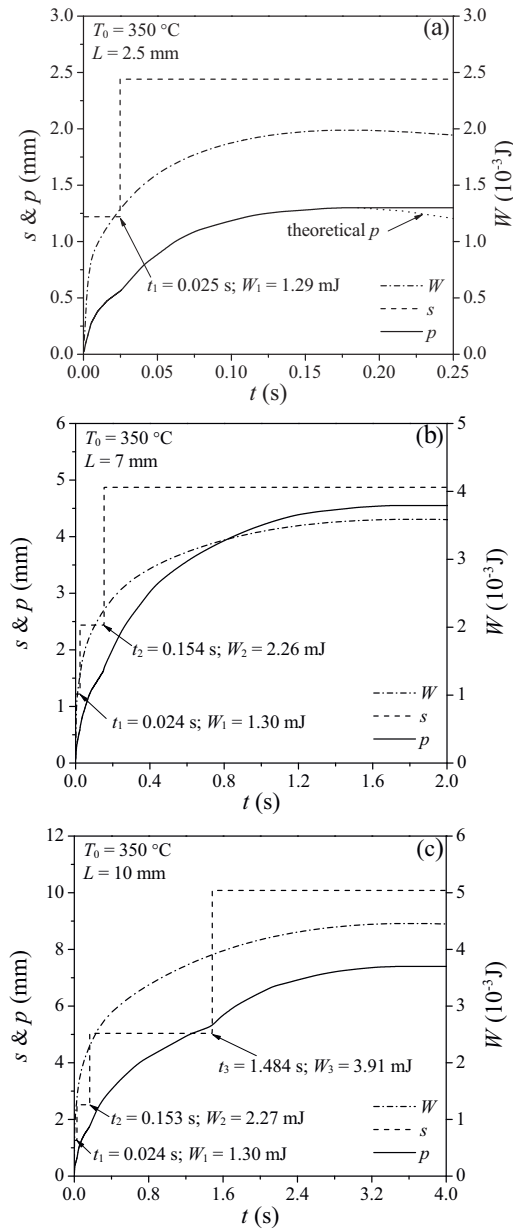 T₀ = 350 °C
L = 2.5 mm
(a)
3.0
2.5
2.0
1.5
1.0
0.5
0.0
s & p (mm)
3.0
2.5
2.0
1.5
1.0
0.5
0.0
W (10⁻³J)
theoretical p
t₁ = 0.025 s; W₁ = 1.29 mJ
W
s
p
0.00 0.05 0.10 0.15 0.20 0.25
t (s)
T₀ = 350 °C
L = 7 mm
(b)
6
5
4
3
2
1
0
s & p (mm)
5
4
3
2
1
0
W (10⁻³J)
t₂ = 0.154 s; W₂ = 2.26 mJ
t₁ = 0.024 s; W₁ = 1.30 mJ
W
s
p
0.0 0.4 0.8 1.2 1.6 2.0
t (s)
T₀ = 350 °C
L = 10 mm
(c)
12
10
8
6
4
2
0
s & p (mm)
6
5
4
3
2
1
0
W (10⁻³J)
t₃ = 1.484 s; W₃ = 3.91 mJ
t₂ = 0.153 s; W₂ = 2.27 mJ
t₁ = 0.024 s; W₁ = 1.30 mJ
W
s
p
0.0 0.8 1.6 2.4 3.2 4.0
t (s)